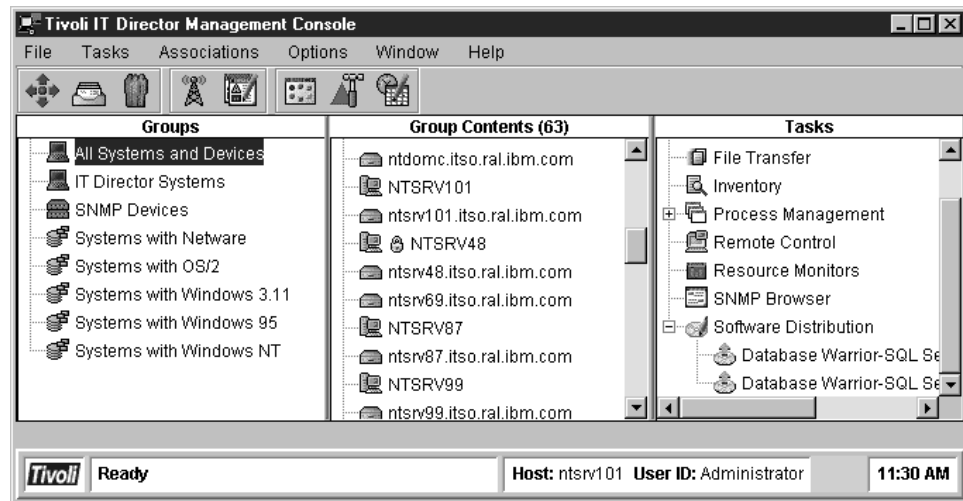 Tivoli IT Director Management Console
File Tasks Associations Options Window Help
Groups
All Systems and Devices
IT Director Systems
SNMP Devices
Systems with Netware
Systems with OS/2
Systems with Windows 3.11
Systems with Windows 95
Systems with Windows NT
Group Contents (63)
ntdomc.itso.ral.ibm.com
NTSRV101
ntsrv101.itso.ral.ibm.com
NTSRV48
ntsrv48.itso.ral.ibm.com
ntsrv69.itso.ral.ibm.com
NTSRV87
ntsrv87.itso.ral.ibm.com
NTSRV99
ntsrv99.itso.ral.ibm.com
Tasks
File Transfer
Inventory
Process Management
Remote Control
Resource Monitors
SNMP Browser
Software Distribution
Database Warrior-SQL Se
Database Warrior-SQL Se
Tivoli Ready Host: ntsrv101 User ID: Administrator 11:30 AM